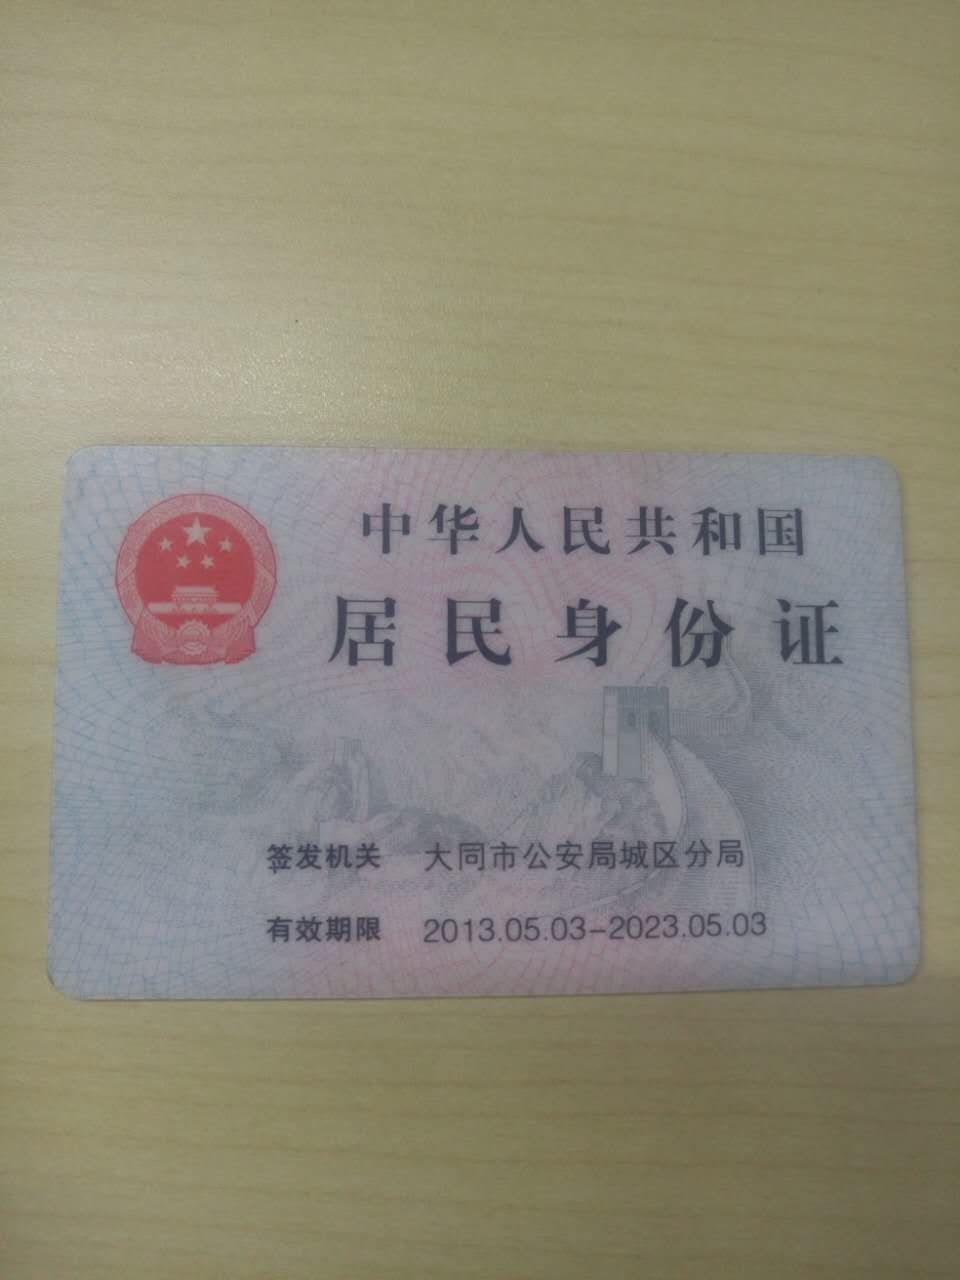 中华人民共和国
居民身份证
签发机关 大同市公安局城区分局
有效期限 2013.05.03-2023.05.03